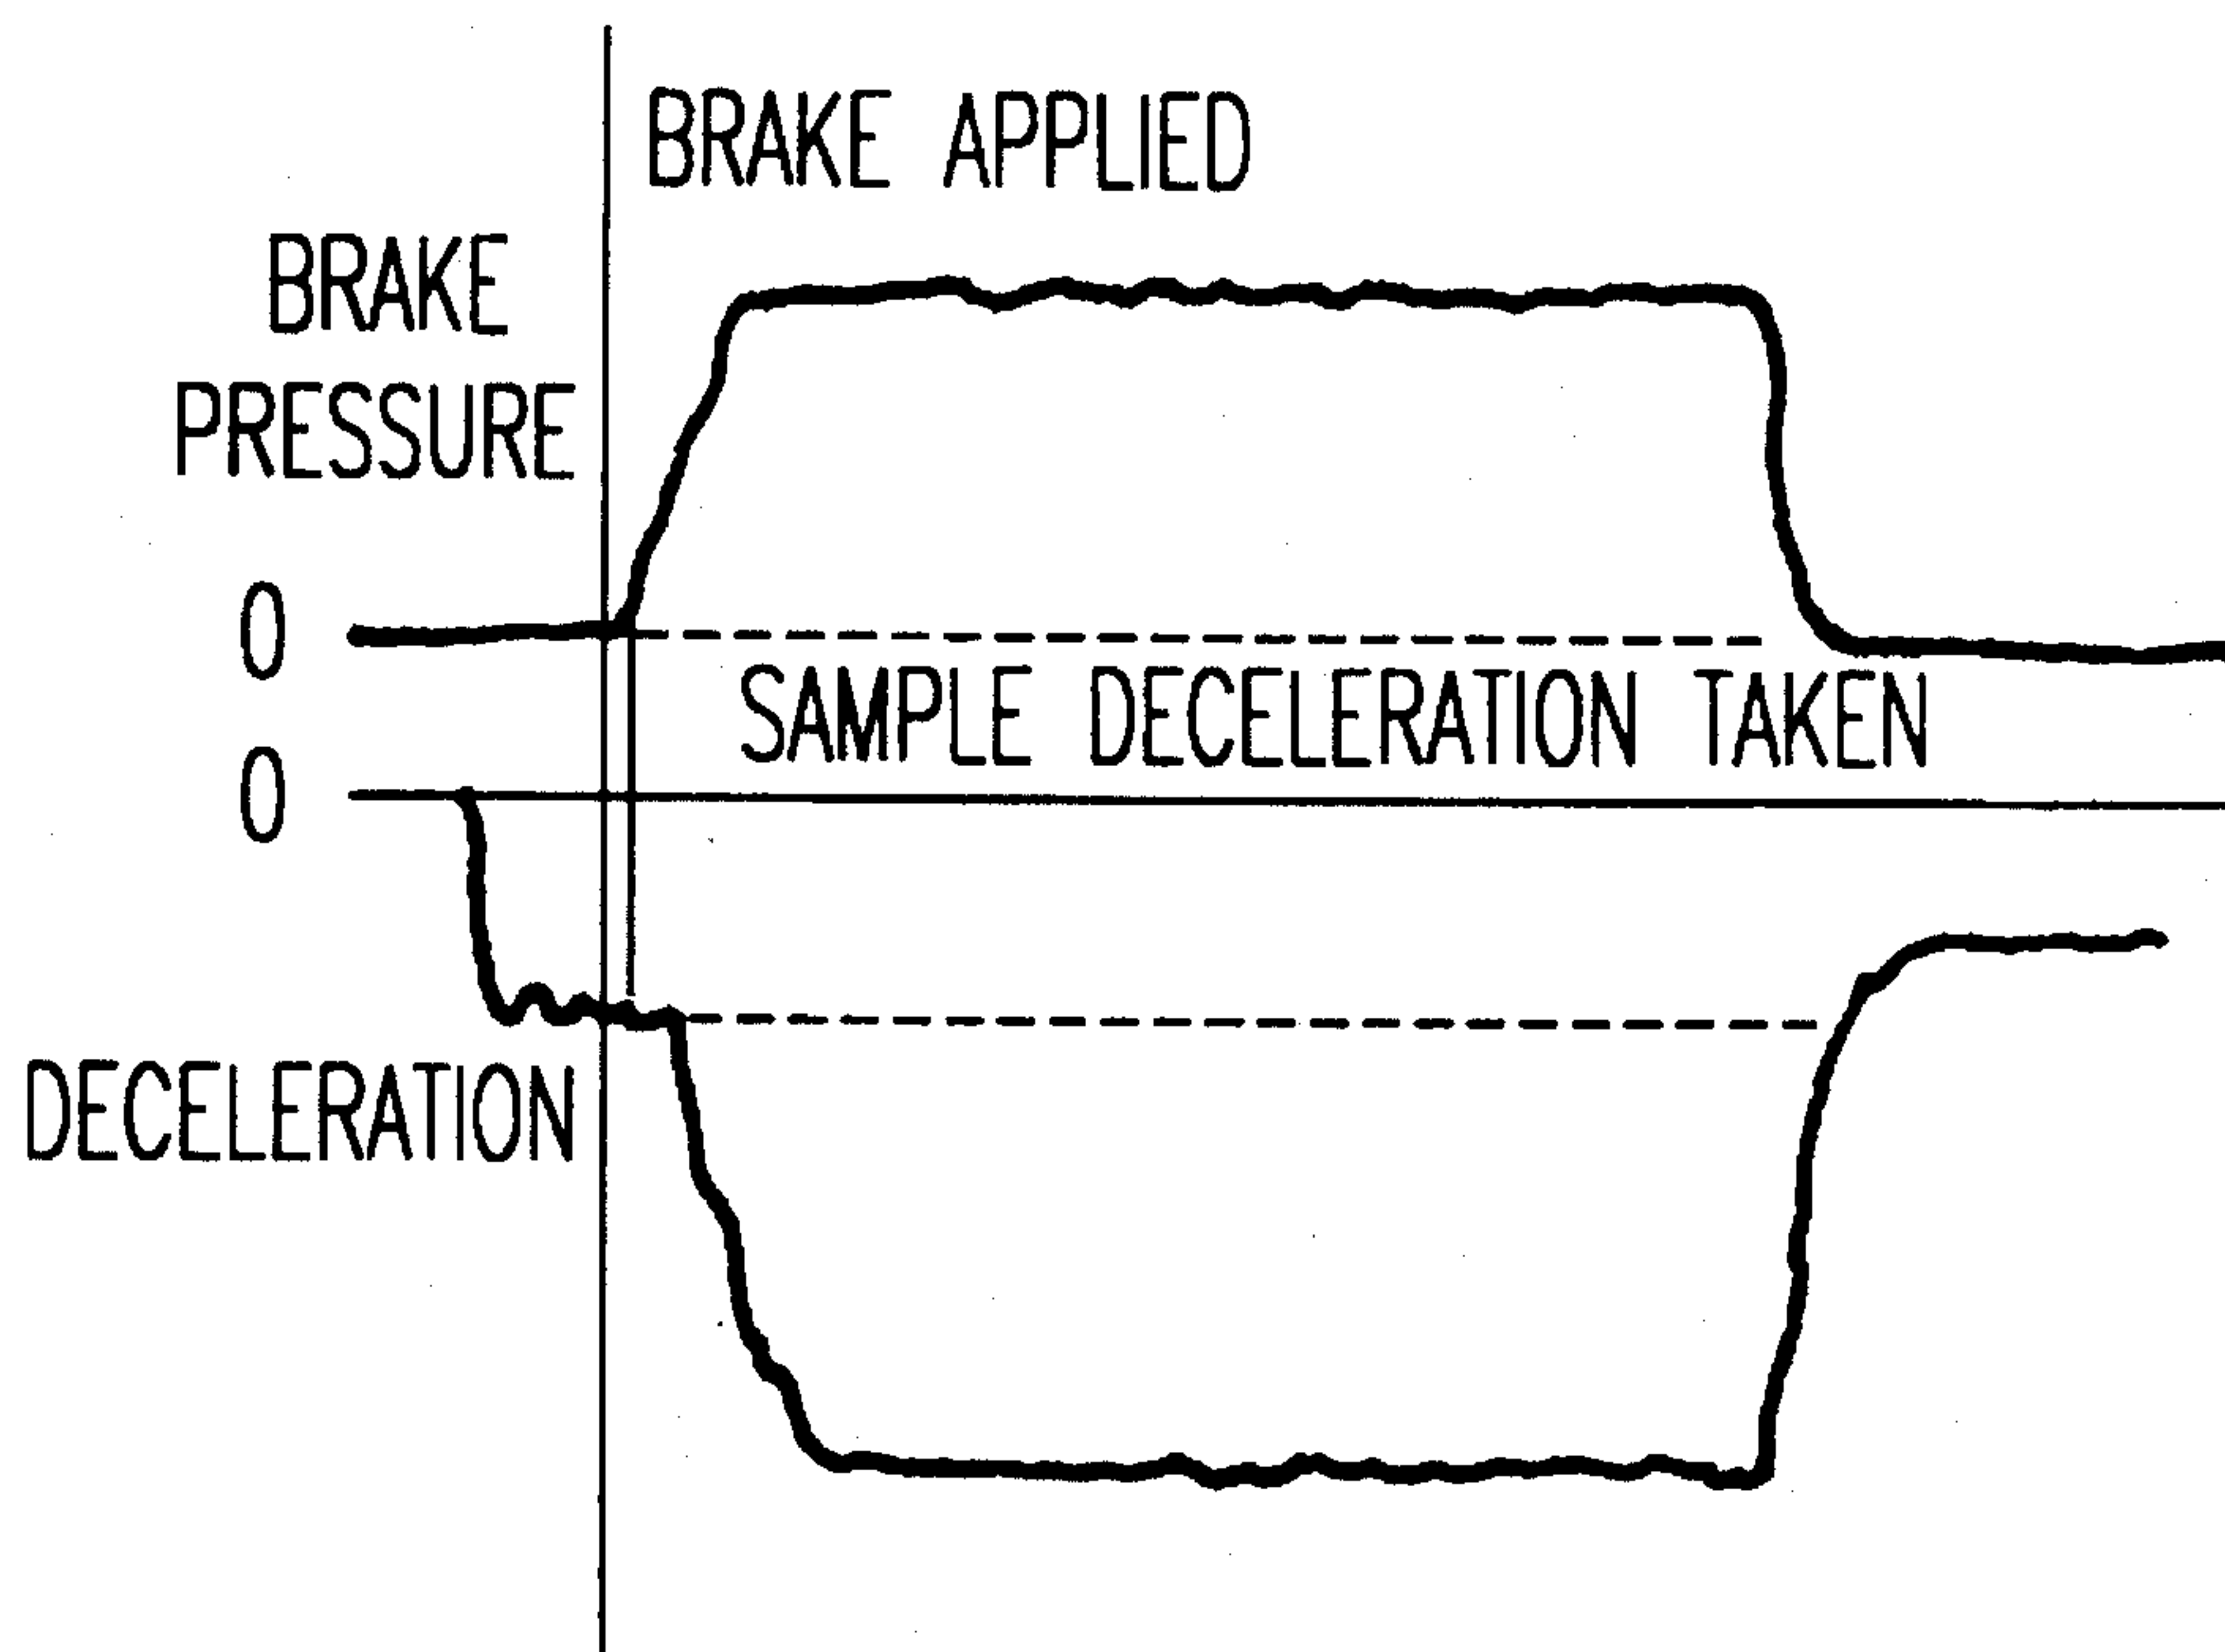 BRAKE APPLIED
BRAKE
PRESSURE
0
SAMPLE DECELERATION TAKEN
0
DECELERATION